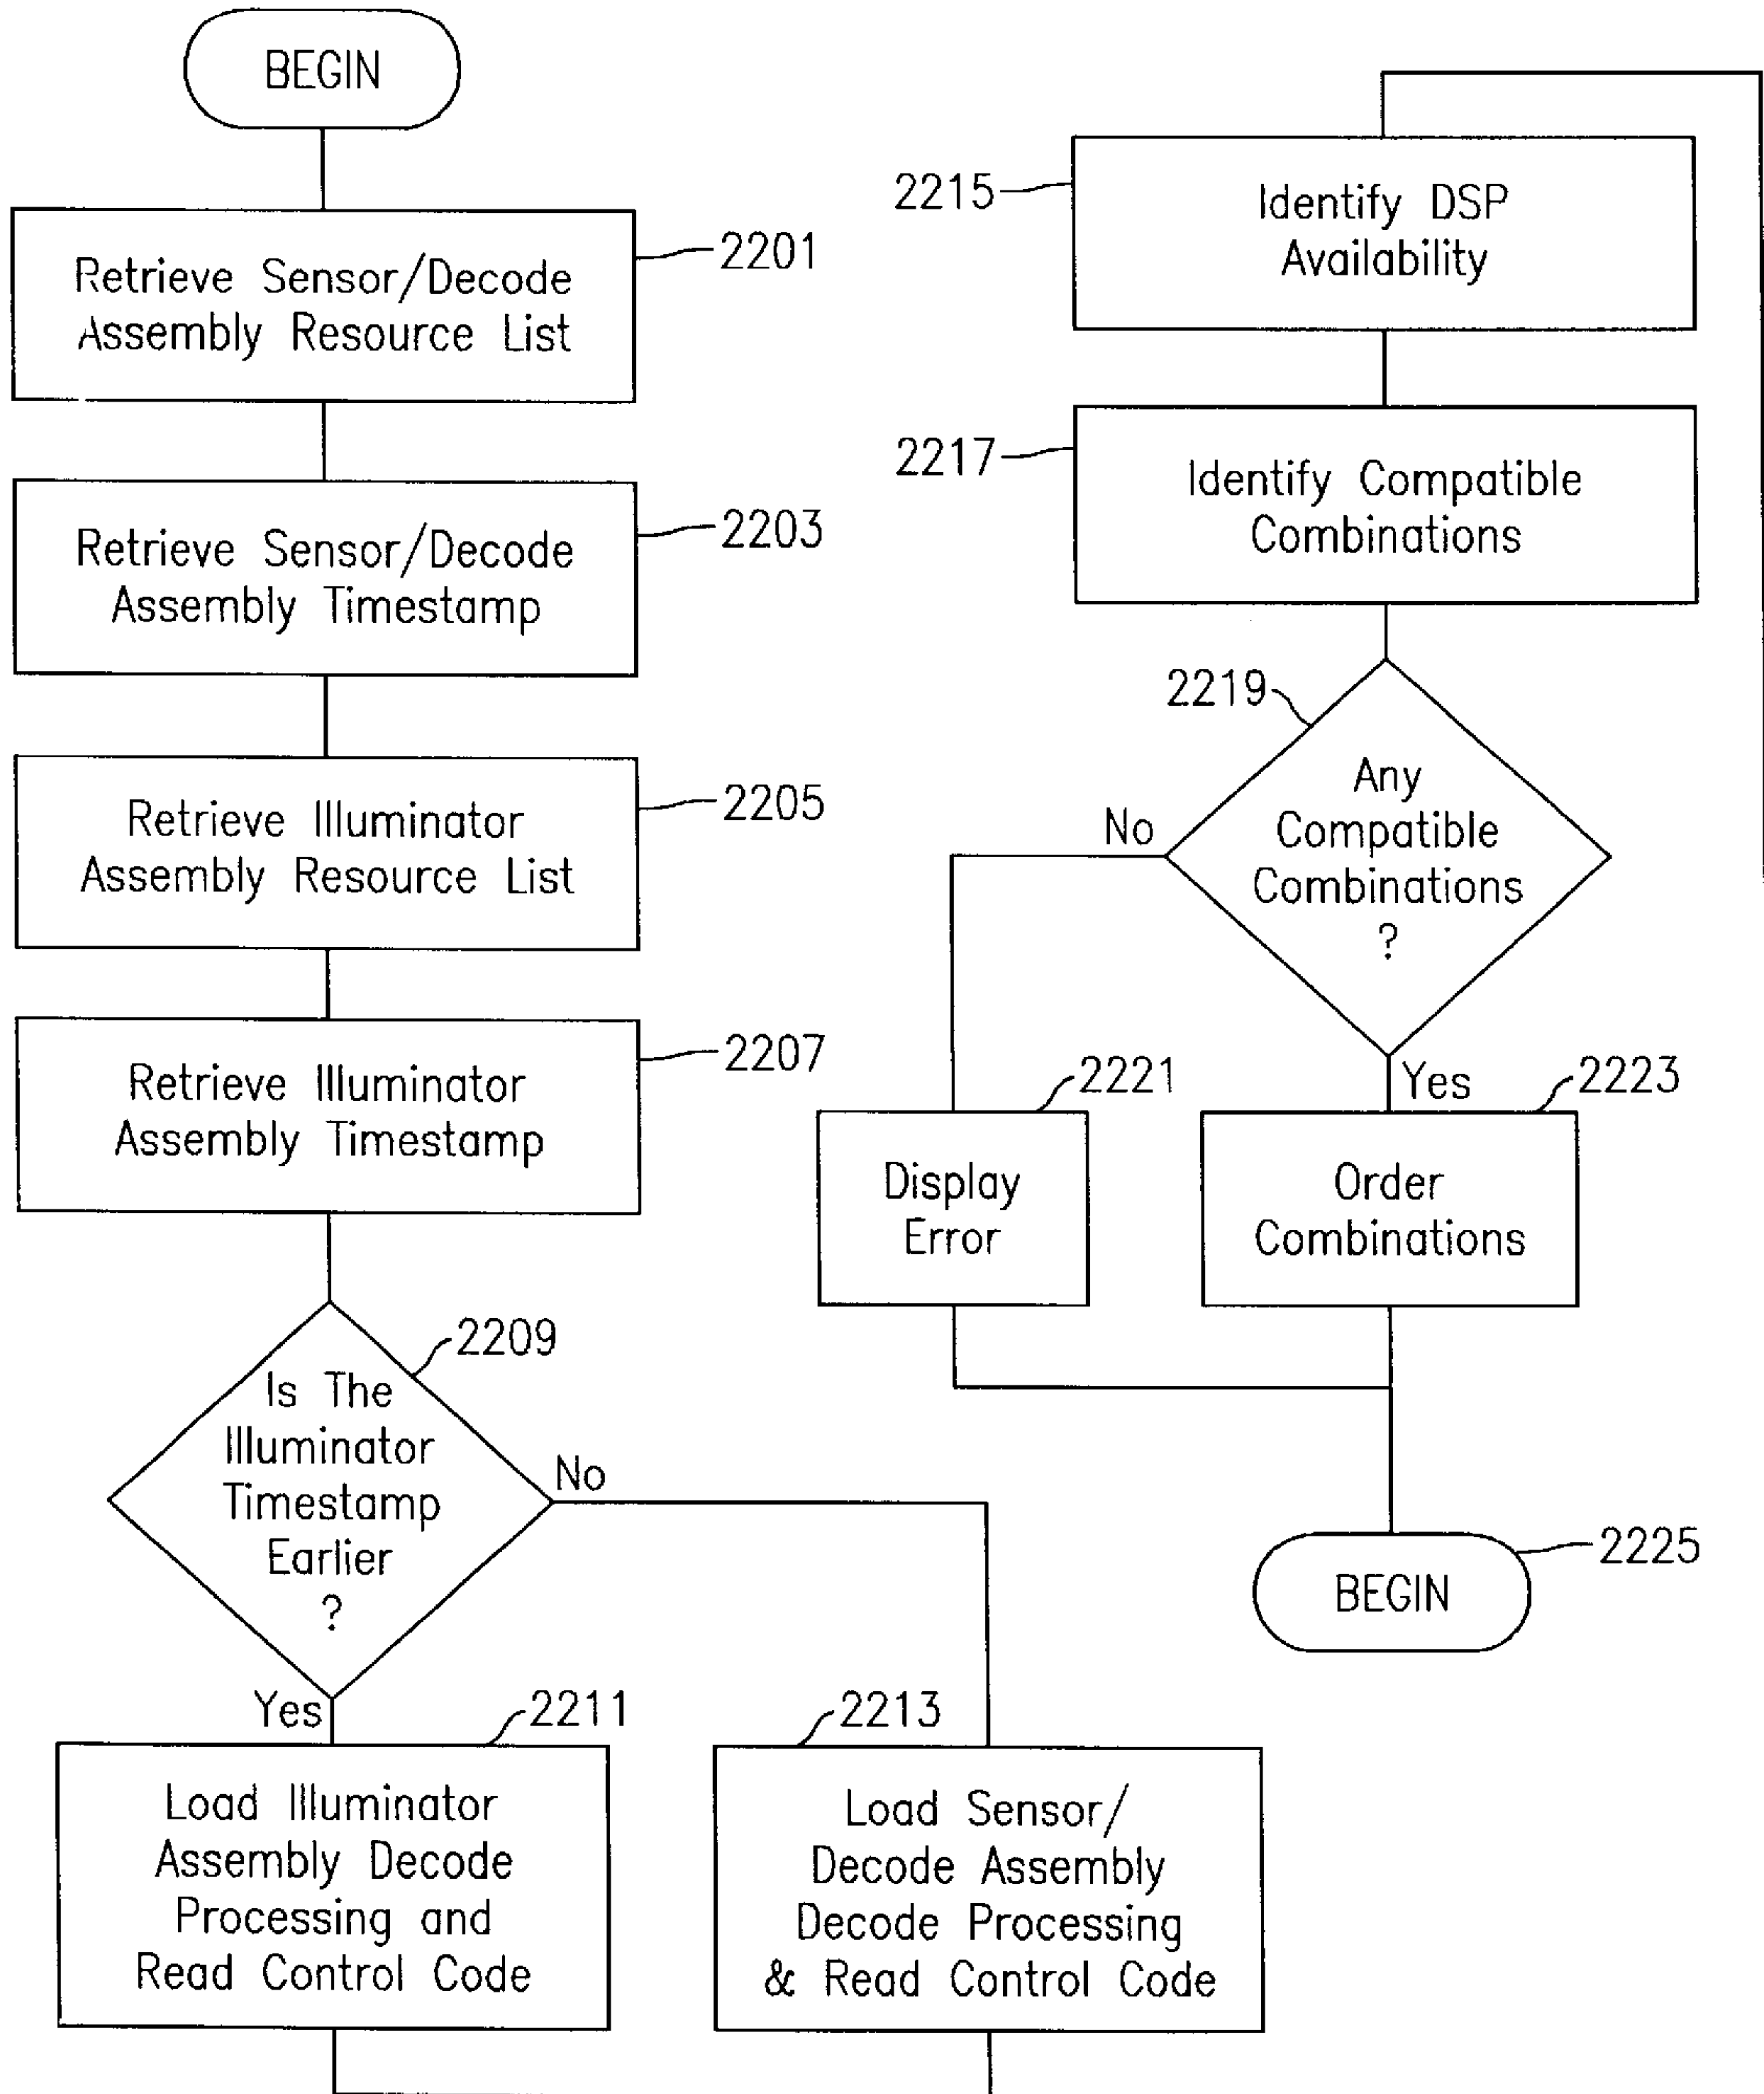 BEGIN
Retrieve Sensor/Decode
Assembly Resource List
2201
Retrieve Sensor/Decode
Assembly Timestamp
2203
Retrieve Illuminator
Assembly Resource List
2205
Retrieve Illuminator
Assembly Timestamp
2207
Is The
Illuminator
Timestamp
Earlier
?
2209
No
Yes
Load Illuminator
Assembly Decode
Processing and
Read Control Code
2211
Load Sensor/
Decode Assembly
Decode Processing
& Read Control Code
2213
2215
Identify DSP
Availability
2217
Identify Compatible
Combinations
2219
Any
Compatible
Combinations
?
No
Yes
2221
Display
Error
2223
Order
Combinations
2225
BEGIN